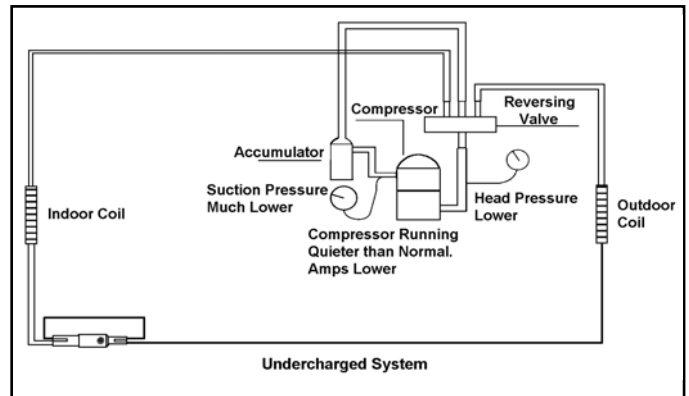 Compressor
Reversing
Valve
Accumulator
Suction Pressure
Much Lower
Head Pressure
Lower
Indoor Coil
Outdoor
Coil
Compressor Running
Quieter than Normal.
Amps Lower
Undercharged System